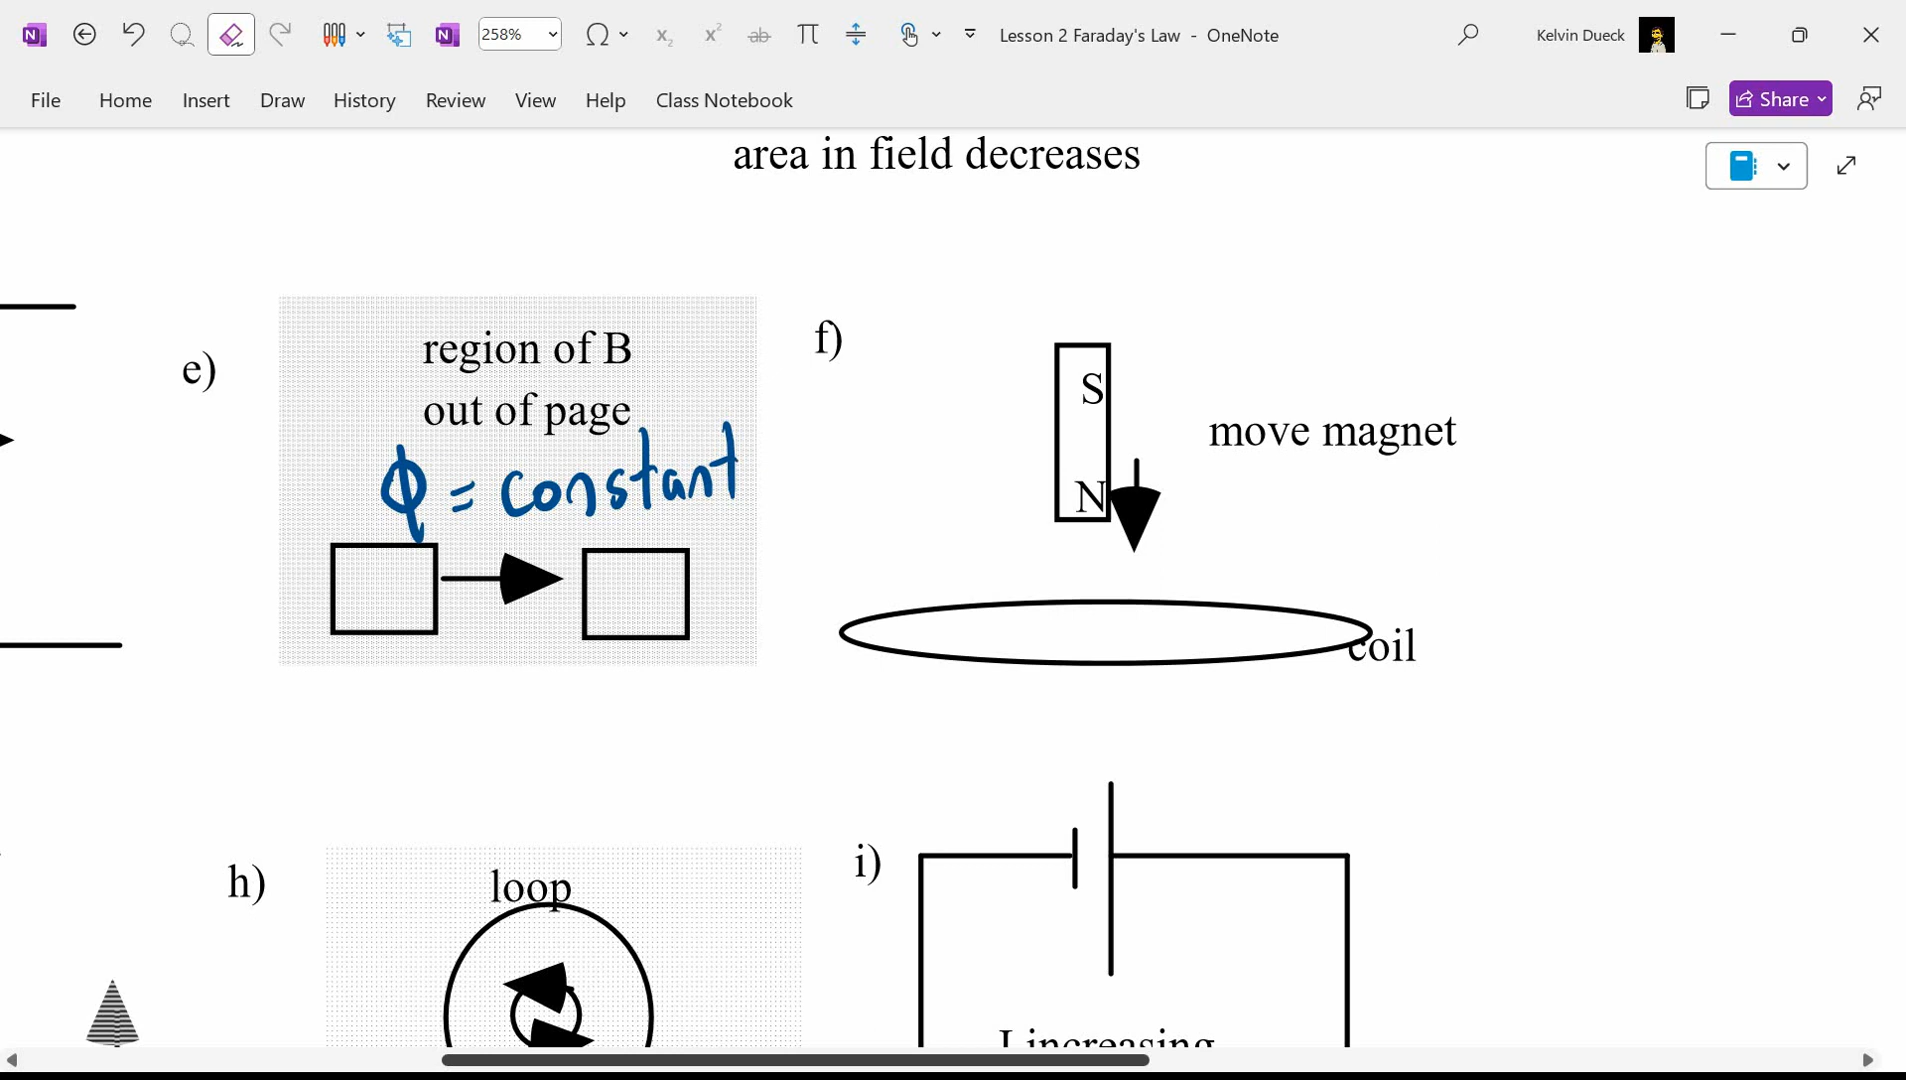 258%
Lesson 2 Faraday's Law - OneNote
Kelvin Dueck
File Home Insert Draw History Review View Help Class Notebook
Share
area in field decreases
e)
region of B
out of page
Φ = constant
f)
S
N
move magnet
coil
h)
loop
i)
I increasing